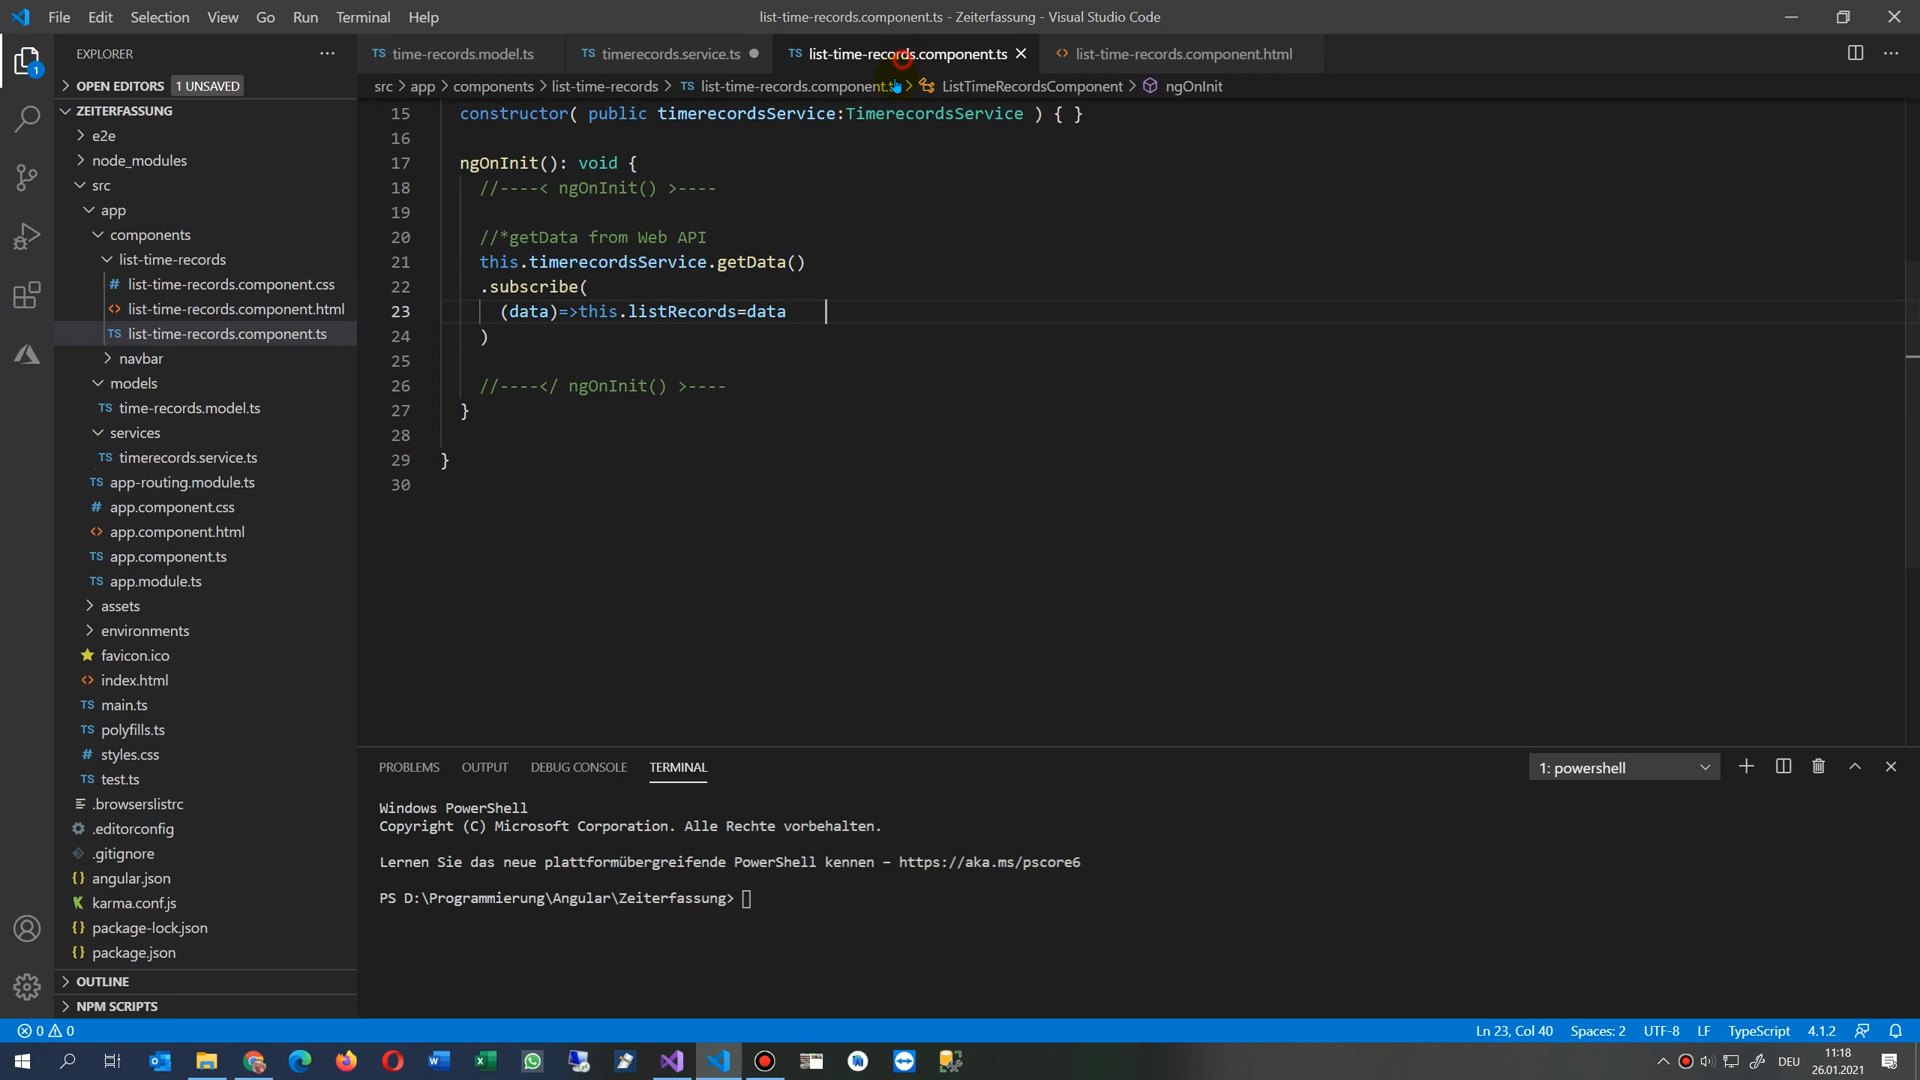 File Edit Selection View Go Run Terminal Help
list-time-records.component.ts - Zeiterfassung - Visual Studio Code
EXPLORER
TS time-records.model.ts
TS timerecords.service.ts
TS list-time-records.component.ts
<> list-time-records.component.html
1
OPEN EDITORS 1 UNSAVED
src > app > components > list-time-records > TS list-time-records.component.ts > ListTimeRecordsComponent > ngOnInit
ZEITERFASSUNG
e2e
node_modules
src
app
components
list-time-records
# list-time-records.component.css
<> list-time-records.component.html
TS list-time-records.component.ts
navbar
models
TS time-records.model.ts
services
TS timerecords.service.ts
TS app-routing.module.ts
# app.component.css
<> app.component.html
TS app.component.ts
TS app.module.ts
assets
environments
favicon.ico
<> index.html
TS main.ts
TS polyfills.ts
# styles.css
TS test.ts
.browserslistrc
.editorconfig
.gitignore
{} angular.json
karma.conf.js
{} package-lock.json
{} package.json
OUTLINE
NPM SCRIPTS
15 constructor( public timerecordsService:TimerecordsService ) { }
16
17 ngOnInit(): void {
18 //----< ngOnInit() >----
19
20 //*getData from Web API
21 this.timerecordsService.getData()
22 .subscribe(
23 (data)=>this.listRecords=data
24 )
25
26 //----</ ngOnInit() >----
27 }
28
29 }
30
PROBLEMS OUTPUT DEBUG CONSOLE TERMINAL
1: powershell
Windows PowerShell
Copyright (C) Microsoft Corporation. Alle Rechte vorbehalten.
Lernen Sie das neue plattformübergreifende PowerShell kennen – https://aka.ms/pscore6
PS D:\Programmierung\Angular\Zeiterfassung>
0 0
Ln 23, Col 40 Spaces: 2 UTF-8 LF TypeScript 4.1.2
DEU
11:18
26.01.2021